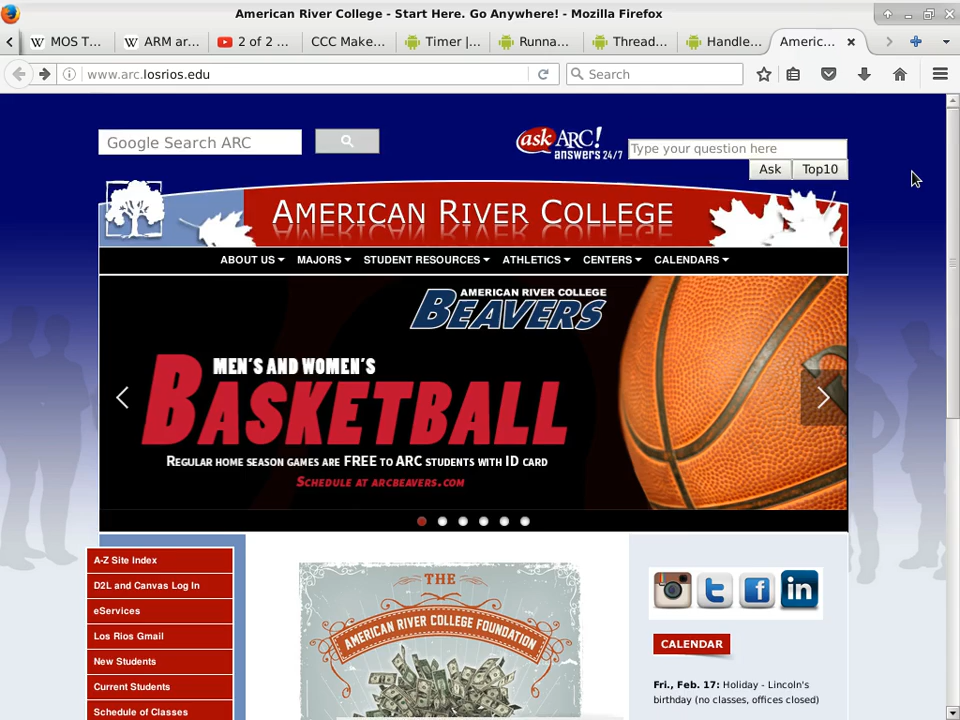 American River College - Start Here. Go Anywhere! - Mozilla Firefox
MOS T...
ARM ar...
2 of 2 ...
CCC Make...
Timer |...
Runna...
Thread...
Handle...
Americ...
www.arc.losrios.edu
Search
Google Search ARC
ask ARC!
answers 24/7
Type your question here
Ask
Top10
AMERICAN RIVER COLLEGE
ABOUT US
MAJORS
STUDENT RESOURCES
ATHLETICS
CENTERS
CALENDARS
AMERICAN RIVER COLLEGE
BEAVERS
MEN'S AND WOMEN'S
BASKETBALL
REGULAR HOME SEASON GAMES ARE FREE TO ARC STUDENTS WITH ID CARD
SCHEDULE AT ARCBEAVERS.COM
A-Z Site Index
D2L and Canvas Log In
eServices
Los Rios Gmail
New Students
Current Students
Schedule of Classes
THE
AMERICAN RIVER COLLEGE FOUNDATION
CALENDAR
Fri., Feb. 17: Holiday - Lincoln's
birthday (no classes, offices closed)